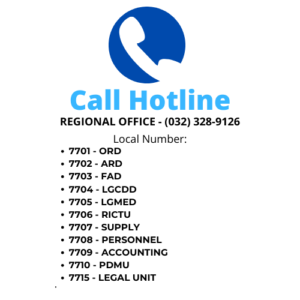 Call Hotline
REGIONAL OFFICE - (032) 328-9126
Local Number:
• 7701 - ORD
• 7702 - ARD
• 7703 - FAD
• 7704 - LGCDD
• 7705 - LGMED
• 7706 - RICTU
• 7707 - SUPPLY
• 7708 - PERSONNEL
• 7709 - ACCOUNTING
• 7710 - PDMU
• 7715 - LEGAL UNIT